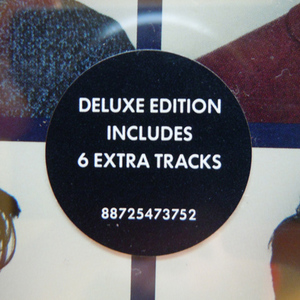 DELUXE EDITION
INCLUDES
6 EXTRA TRACKS
88725473752